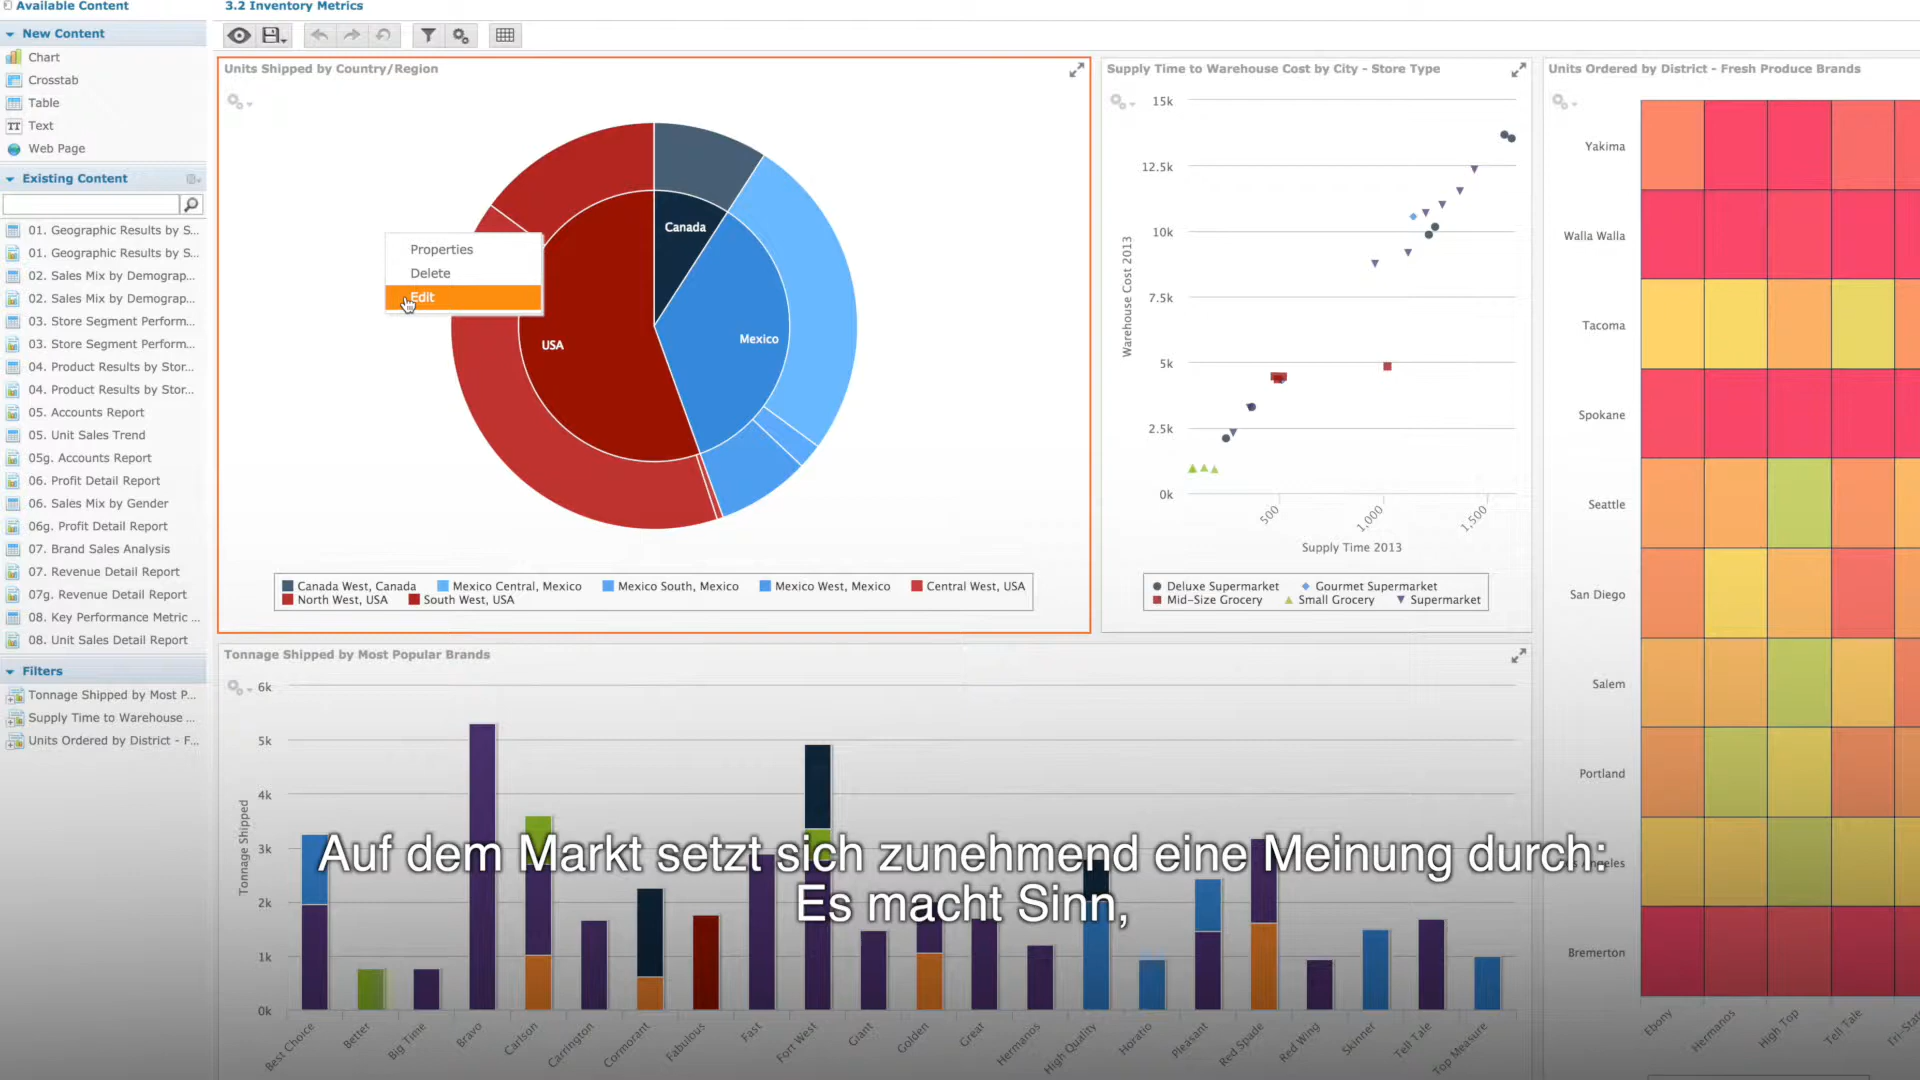 Available Content
3.2 Inventory Metrics
New Content
Chart
Crosstab
Table
Text
Web Page
Existing Content
01. Geographic Results by S...
01. Geographic Results by S...
02. Sales Mix by Demograp...
02. Sales Mix by Demograp...
03. Store Segment Perform...
03. Store Segment Perform...
04. Product Results by Stor...
04. Product Results by Stor...
05. Accounts Report
05. Unit Sales Trend
05g. Accounts Report
06. Profit Detail Report
06. Sales Mix by Gender
06g. Profit Detail Report
07. Brand Sales Analysis
07. Revenue Detail Report
07g. Revenue Detail Report
08. Key Performance Metric ...
08. Unit Sales Detail Report
Filters
Tonnage Shipped by Most P...
Supply Time to Warehouse ...
Units Ordered by District - F...
Units Shipped by Country/Region
Properties
Delete
Edit
Canada
Mexico
USA
Canada West, Canada Mexico Central, Mexico Mexico South, Mexico Mexico West, Mexico Central West, USA
North West, USA South West, USA
Supply Time to Warehouse Cost by City - Store Type
Warehouse Cost 2013
15k
12.5k
10k
7.5k
5k
2.5k
0k
500 1,000 1,500
Supply Time 2013
Deluxe Supermarket Gourmet Supermarket
Mid-Size Grocery Small Grocery Supermarket
Units Ordered by District - Fresh Produce Brands
Yakima
Walla Walla
Tacoma
Spokane
Seattle
San Diego
Salem
Portland
Bremerton
Ebony Hermanos High Top Tell Tale
Tonnage Shipped by Most Popular Brands
Tonnage Shipped
6k
5k
4k
3k
2k
1k
0k
Best Choice Better Big Time Bravo Carlson Carrington Cormorant Fabulous Fast Fort West Giant Golden Great Hermanos High Quality Horatio Pleasant Red Spade Red Wing Skinner Tell Tale Top Measure
Auf dem Markt setzt sich zunehmend eine Meinung durch:
Es macht Sinn,